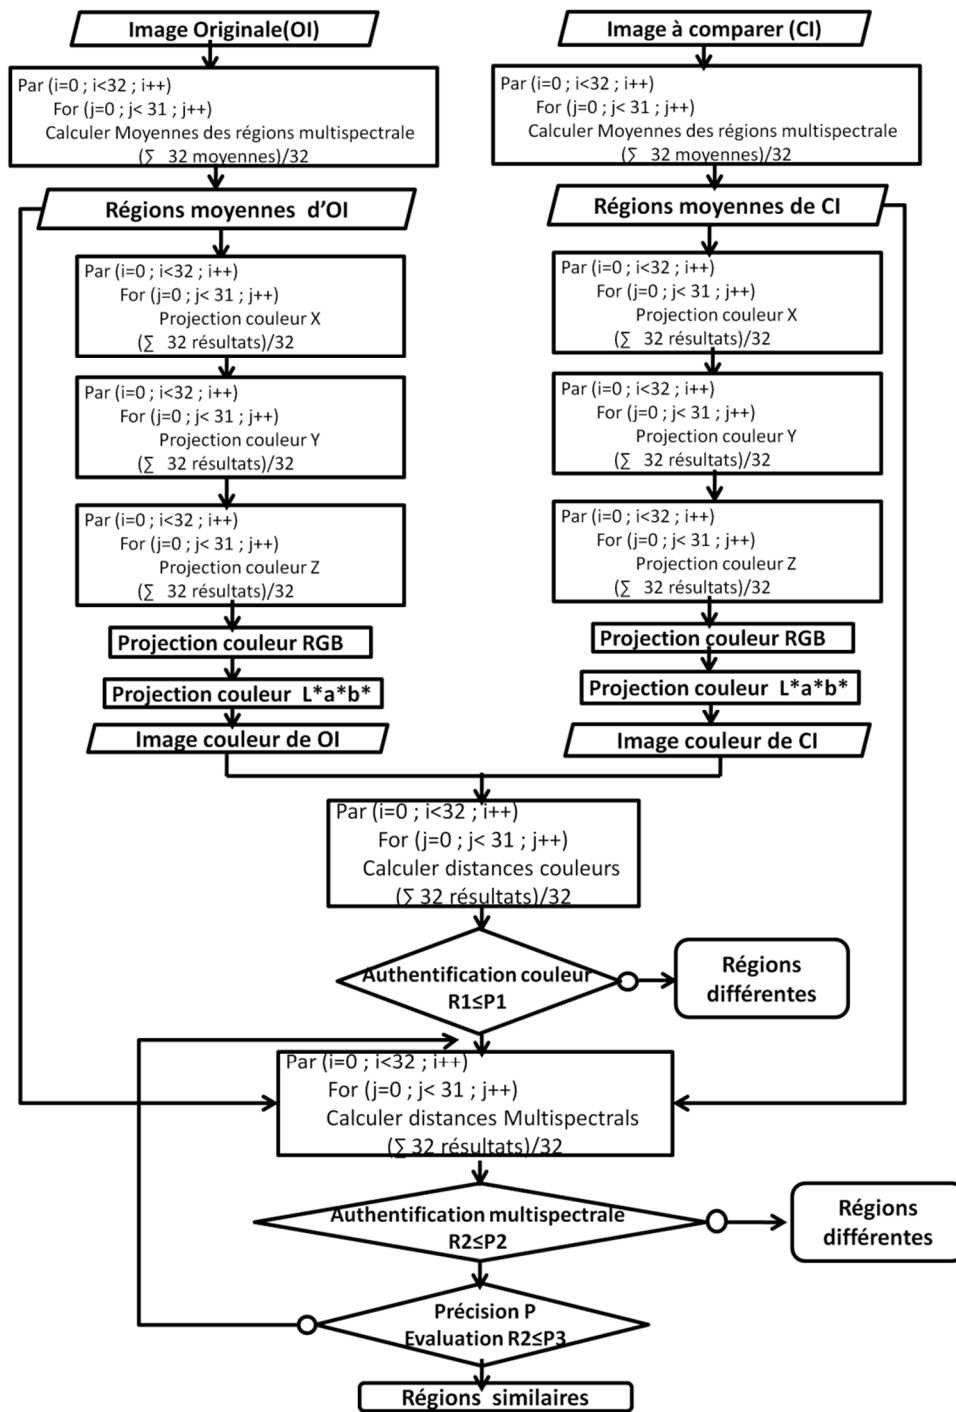 Image Originale(OI)
Par (i=0 ; i<32 ; i++)
For (j=0 ; j< 31 ; j++)
Calculer Moyennes des régions multispectrale
(∑ 32 moyennes)/32
Régions moyennes d’OI
Par (i=0 ; i<32 ; i++)
For (j=0 ; j< 31 ; j++)
Projection couleur X
(∑ 32 résultats)/32
Par (i=0 ; i<32 ; i++)
For (j=0 ; j< 31 ; j++)
Projection couleur Y
(∑ 32 résultats)/32
Par (i=0 ; i<32 ; i++)
For (j=0 ; j< 31 ; j++)
Projection couleur Z
(∑ 32 résultats)/32
Projection couleur RGB
Projection couleur L*a*b*
Image couleur de OI
Image à comparer (CI)
Par (i=0 ; i<32 ; i++)
For (j=0 ; j< 31 ; j++)
Calculer Moyennes des régions multispectrale
(∑ 32 moyennes)/32
Régions moyennes de CI
Par (i=0 ; i<32 ; i++)
For (j=0 ; j< 31 ; j++)
Projection couleur X
(∑ 32 résultats)/32
Par (i=0 ; i<32 ; i++)
For (j=0 ; j< 31 ; j++)
Projection couleur Y
(∑ 32 résultats)/32
Par (i=0 ; i<32 ; i++)
For (j=0 ; j< 31 ; j++)
Projection couleur Z
(∑ 32 résultats)/32
Projection couleur RGB
Projection couleur L*a*b*
Image couleur de CI
Par (i=0 ; i<32 ; i++)
For (j=0 ; j< 31 ; j++)
Calculer distances couleurs
(∑ 32 résultats)/32
Authentification couleur
R1≤P1
Régions
différentes
Par (i=0 ; i<32 ; i++)
For (j=0 ; j< 31 ; j++)
Calculer distances Multispectrals
(∑ 32 résultats)/32
Authentification multispectrale
R2≤P2
Régions
différentes
Précision P
Evaluation R2≤P3
Régions similaires